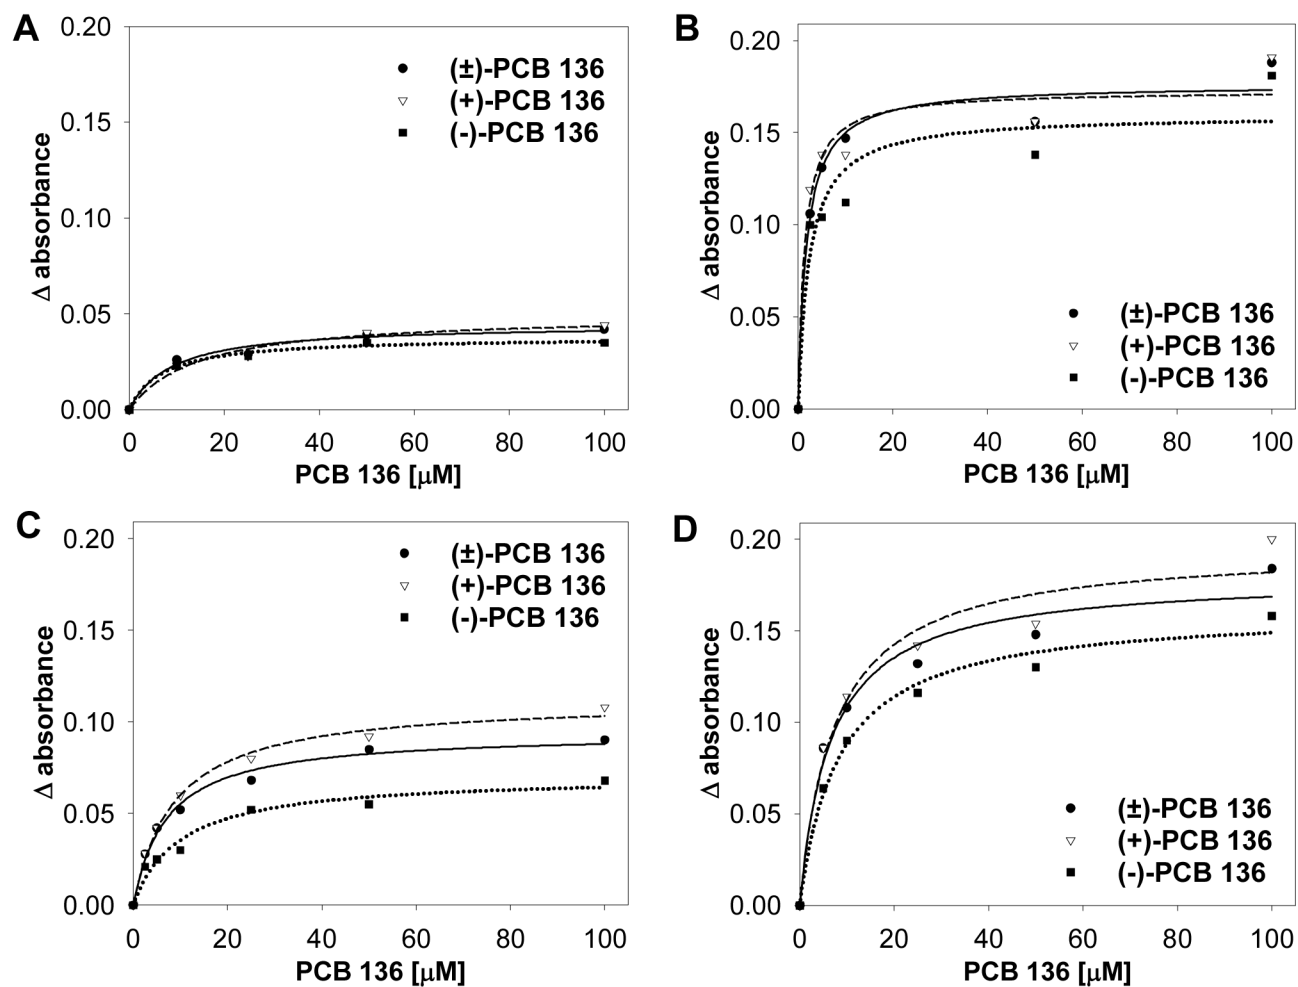 A
0.20
0.15
0.10
0.05
0.00
Δ absorbance
(±)-PCB 136
(+)-PCB 136
(-)-PCB 136
0 20 40 60 80 100
PCB 136 [μM]
B
0.20
0.15
0.10
0.05
0.00
Δ absorbance
(±)-PCB 136
(+)-PCB 136
(-)-PCB 136
0 20 40 60 80 100
PCB 136 [μM]
C
0.20
0.15
0.10
0.05
0.00
Δ absorbance
(±)-PCB 136
(+)-PCB 136
(-)-PCB 136
0 20 40 60 80 100
PCB 136 [μM]
D
0.20
0.15
0.10
0.05
0.00
Δ absorbance
(±)-PCB 136
(+)-PCB 136
(-)-PCB 136
0 20 40 60 80 100
PCB 136 [μM]